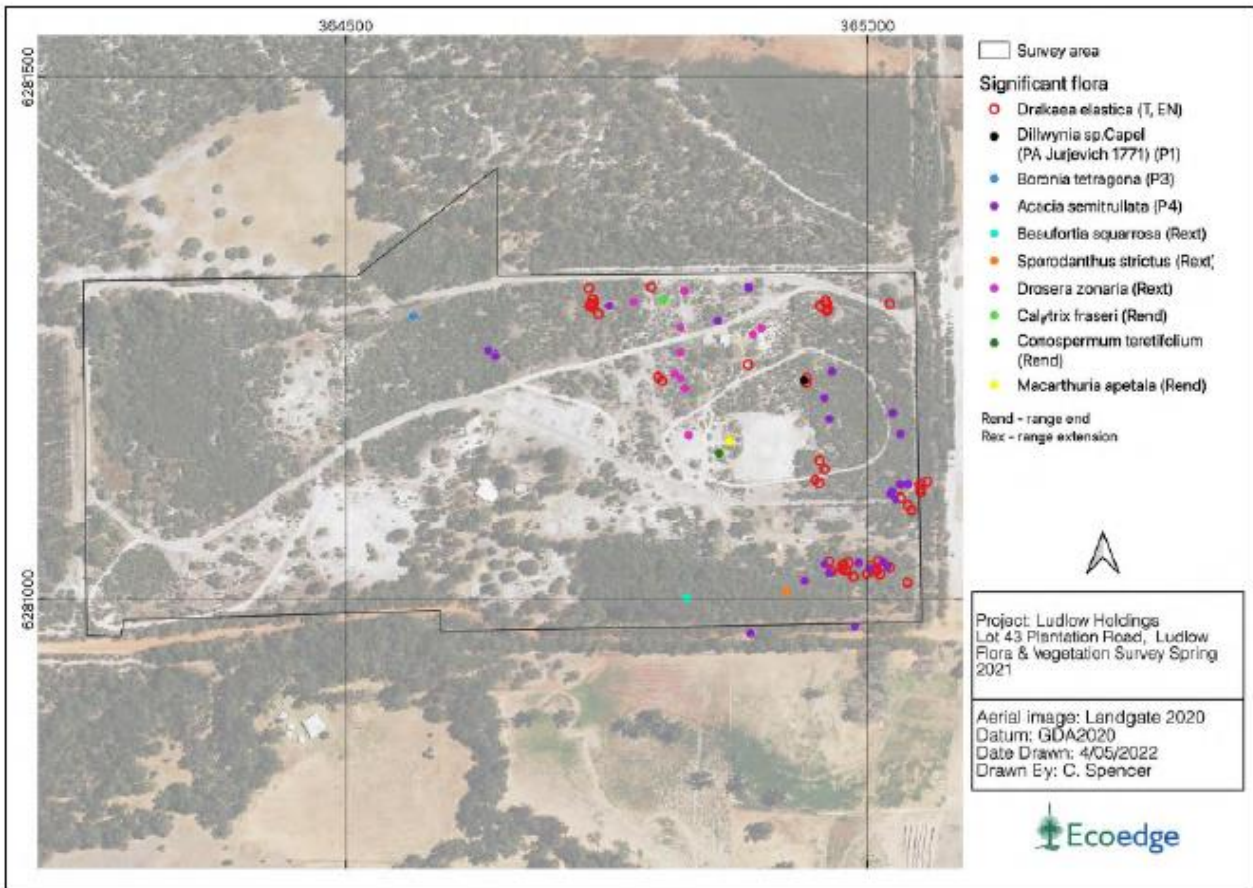 364500
365000
6281500
6281000
Survey area
Significant flora
Drakaea elastica (T, EN)
Dillwynia sp.Capel
(PA Jurjevich 1771) (P1)
Boronia tetragona (P3)
Acacia semitrullata (P4)
Beaufortia squarrosa (Rext)
Sporodanthus strictus (Rext)
Drosera zonaria (Rext)
Calytrix fraseri (Rend)
Conospermum teretifolium
(Rend)
Macarthuria apetala (Rend)
Rend - range end
Rex - range extension
Project: Ludlow Holdings
Lot 43 Plantation Road, Ludlow
Flora & Vegetation Survey Spring
2021
Aerial image: Landgate 2020
Datum: GDA2020
Date Drawn: 4/05/2022
Drawn By: C. Spencer
Ecoedge